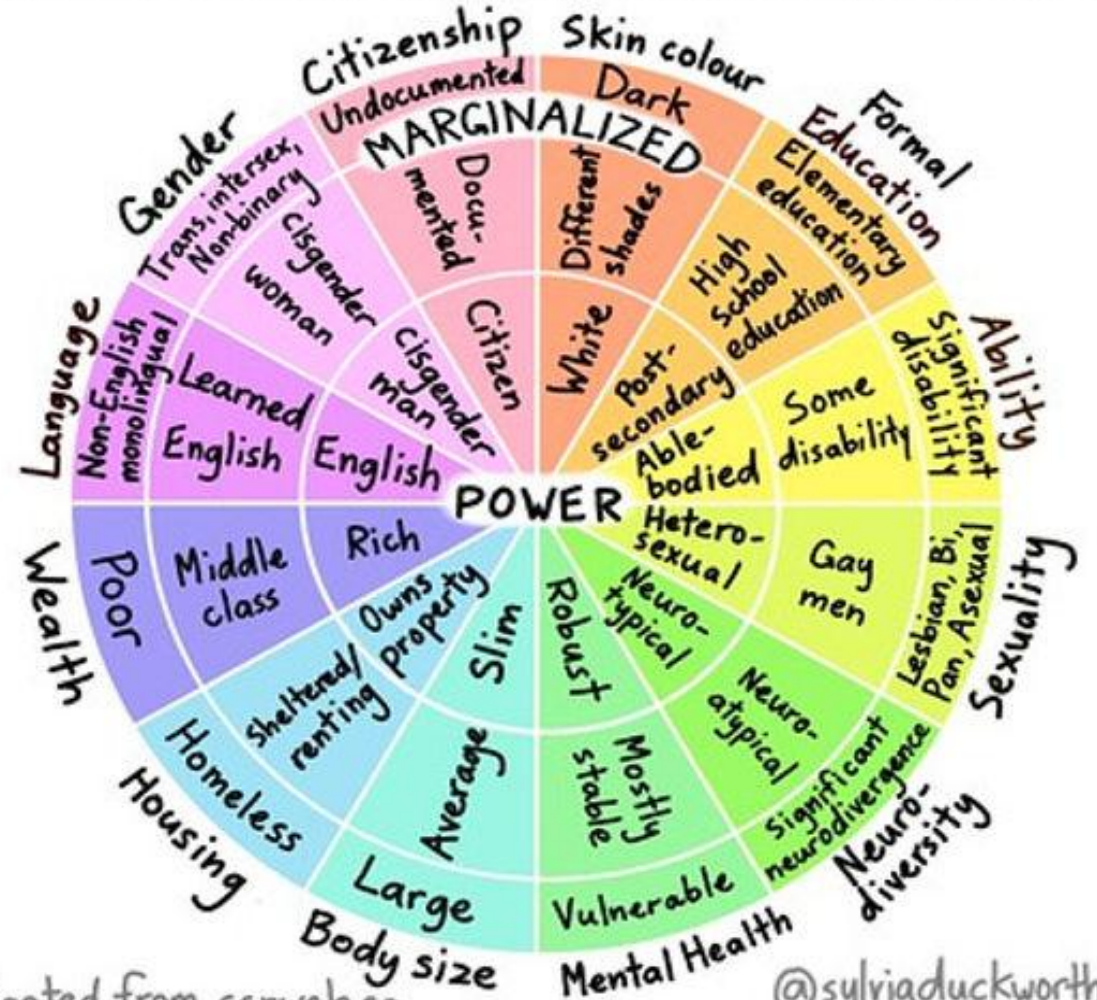 Citizenship
Undocumented
Docu-
mented
Citizen
Skin colour
Dark
Different
shades
White
Formal
Education
Elementary
education
High
school
education
Post-
secondary
Ability
Significant
disability
Some
disability
Able-
bodied
Sexuality
Lesbian, Bi,
Pan, Asexual
Gay
men
Hetero-
sexual
Neuro-
diversity
Significant
neurodivergence
Neuro-
atypical
Neuro-
typical
Mental Health
Vulnerable
Mostly
stable
Robust
Body size
Large
Average
Slim
Housing
Homeless
Sheltered/
renting
Owns
property
Wealth
Poor
Middle
class
Rich
Language
Non-English
monolingual
Learned
English
English
Gender
Trans, intersex,
Non-binary
cisgender
woman
cisgender
man
MARGINALIZED
POWER
@sylviaduckworth